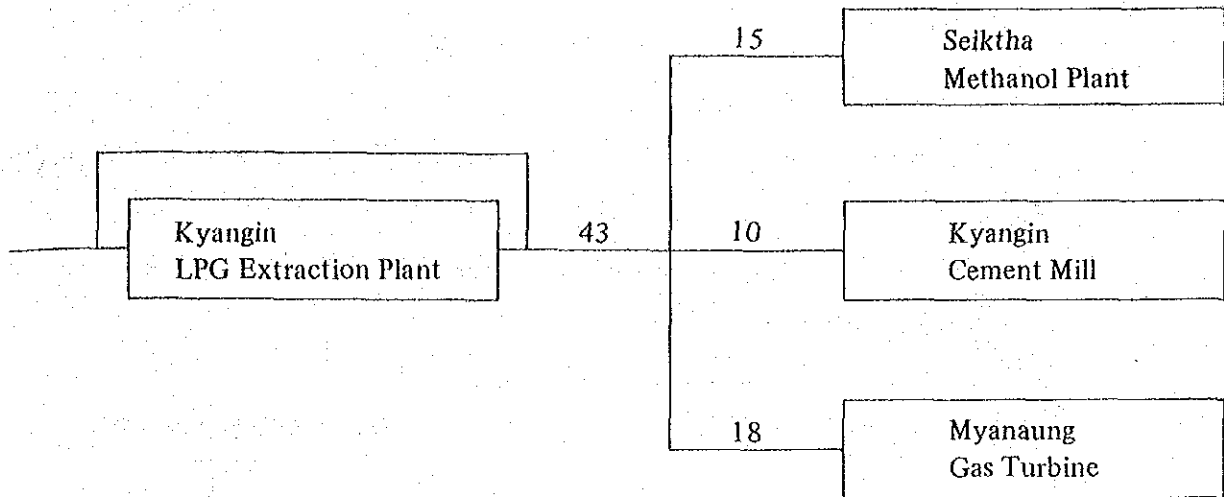 15
Seiktha
Methanol Plant
Kyangin
LPG Extraction Plant
43
10
Kyangin
Cement Mill
18
Myanaung
Gas Turbine